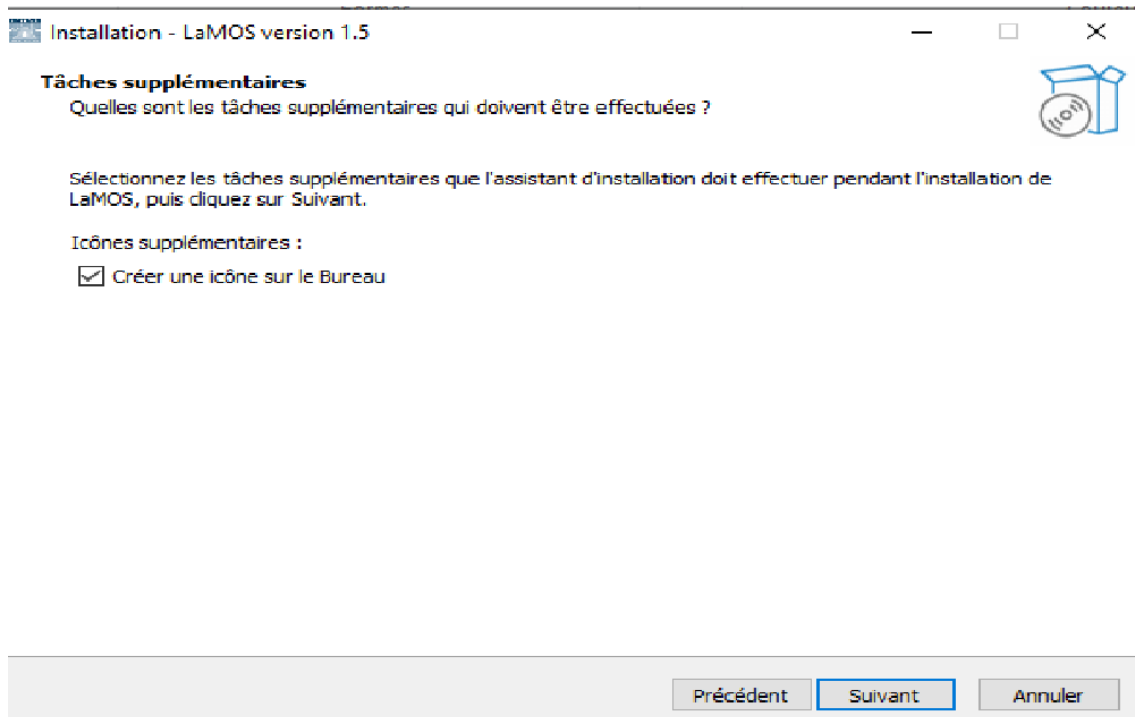 Installation - LaMOS version 1.5
Tâches supplémentaires
Quelles sont les tâches supplémentaires qui doivent être effectuées ?
Sélectionnez les tâches supplémentaires que l'assistant d'installation doit effectuer pendant l'installation de
LaMOS, puis cliquez sur Suivant.
Icônes supplémentaires :
Créer une icône sur le Bureau
Précédent
Suivant
Annuler